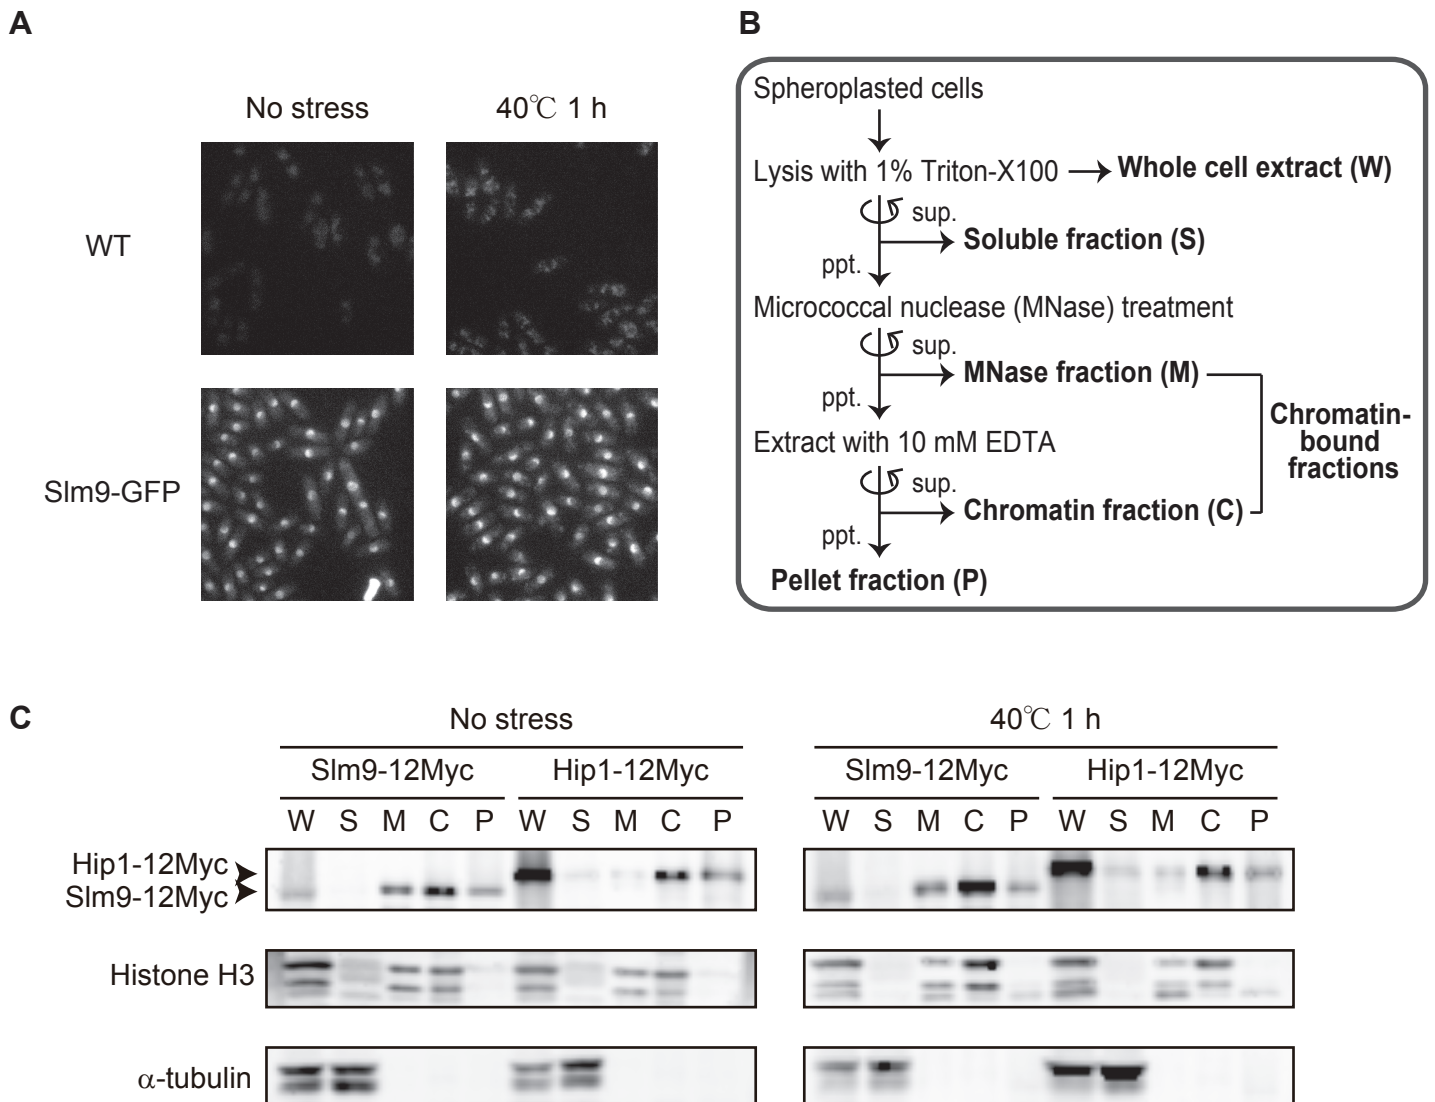 A
B
No stress
40℃ 1 h
WT
Slm9-GFP
Spheroplasted cells
Lysis with 1% Triton-X100
Whole cell extract (W)
sup.
Soluble fraction (S)
ppt.
Micrococcal nuclease (MNase) treatment
sup.
MNase fraction (M)
ppt.
Chromatin-
bound
fractions
Extract with 10 mM EDTA
sup.
Chromatin fraction (C)
ppt.
Pellet fraction (P)
C
No stress
40℃ 1 h
Slm9-12Myc
Hip1-12Myc
Slm9-12Myc
Hip1-12Myc
W S M C P W S M C P
W S M C P W S M C P
Hip1-12Myc
Slm9-12Myc
Histone H3
α-tubulin